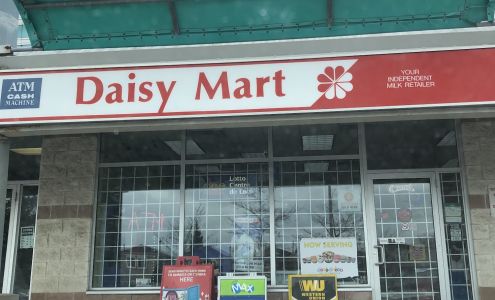 ATM
CASH
MACHINE
Daisy Mart
YOUR
INDEPENDENT
MILK RETAILER
Lotto
Centre
de Loto
NOW SERVING
HERE
MAX
WU
WESTERN
UNION